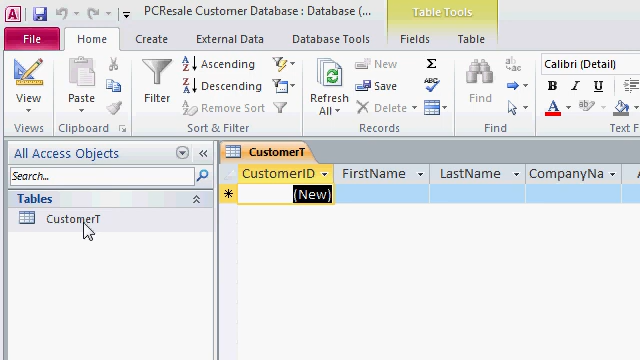 PCResale Customer Database : Database (...
Table Tools
File
Home
Create
External Data
Database Tools
Fields
Table
View
Views
Paste
Clipboard
Filter
Ascending
Descending
Remove Sort
Sort & Filter
Refresh All
New
Save
Delete
Records
Find
Find
Calibri (Detail)
B I U
A
Text F
All Access Objects
Search...
Tables
CustomerT
CustomerT
CustomerID FirstName LastName CompanyNa
(New)